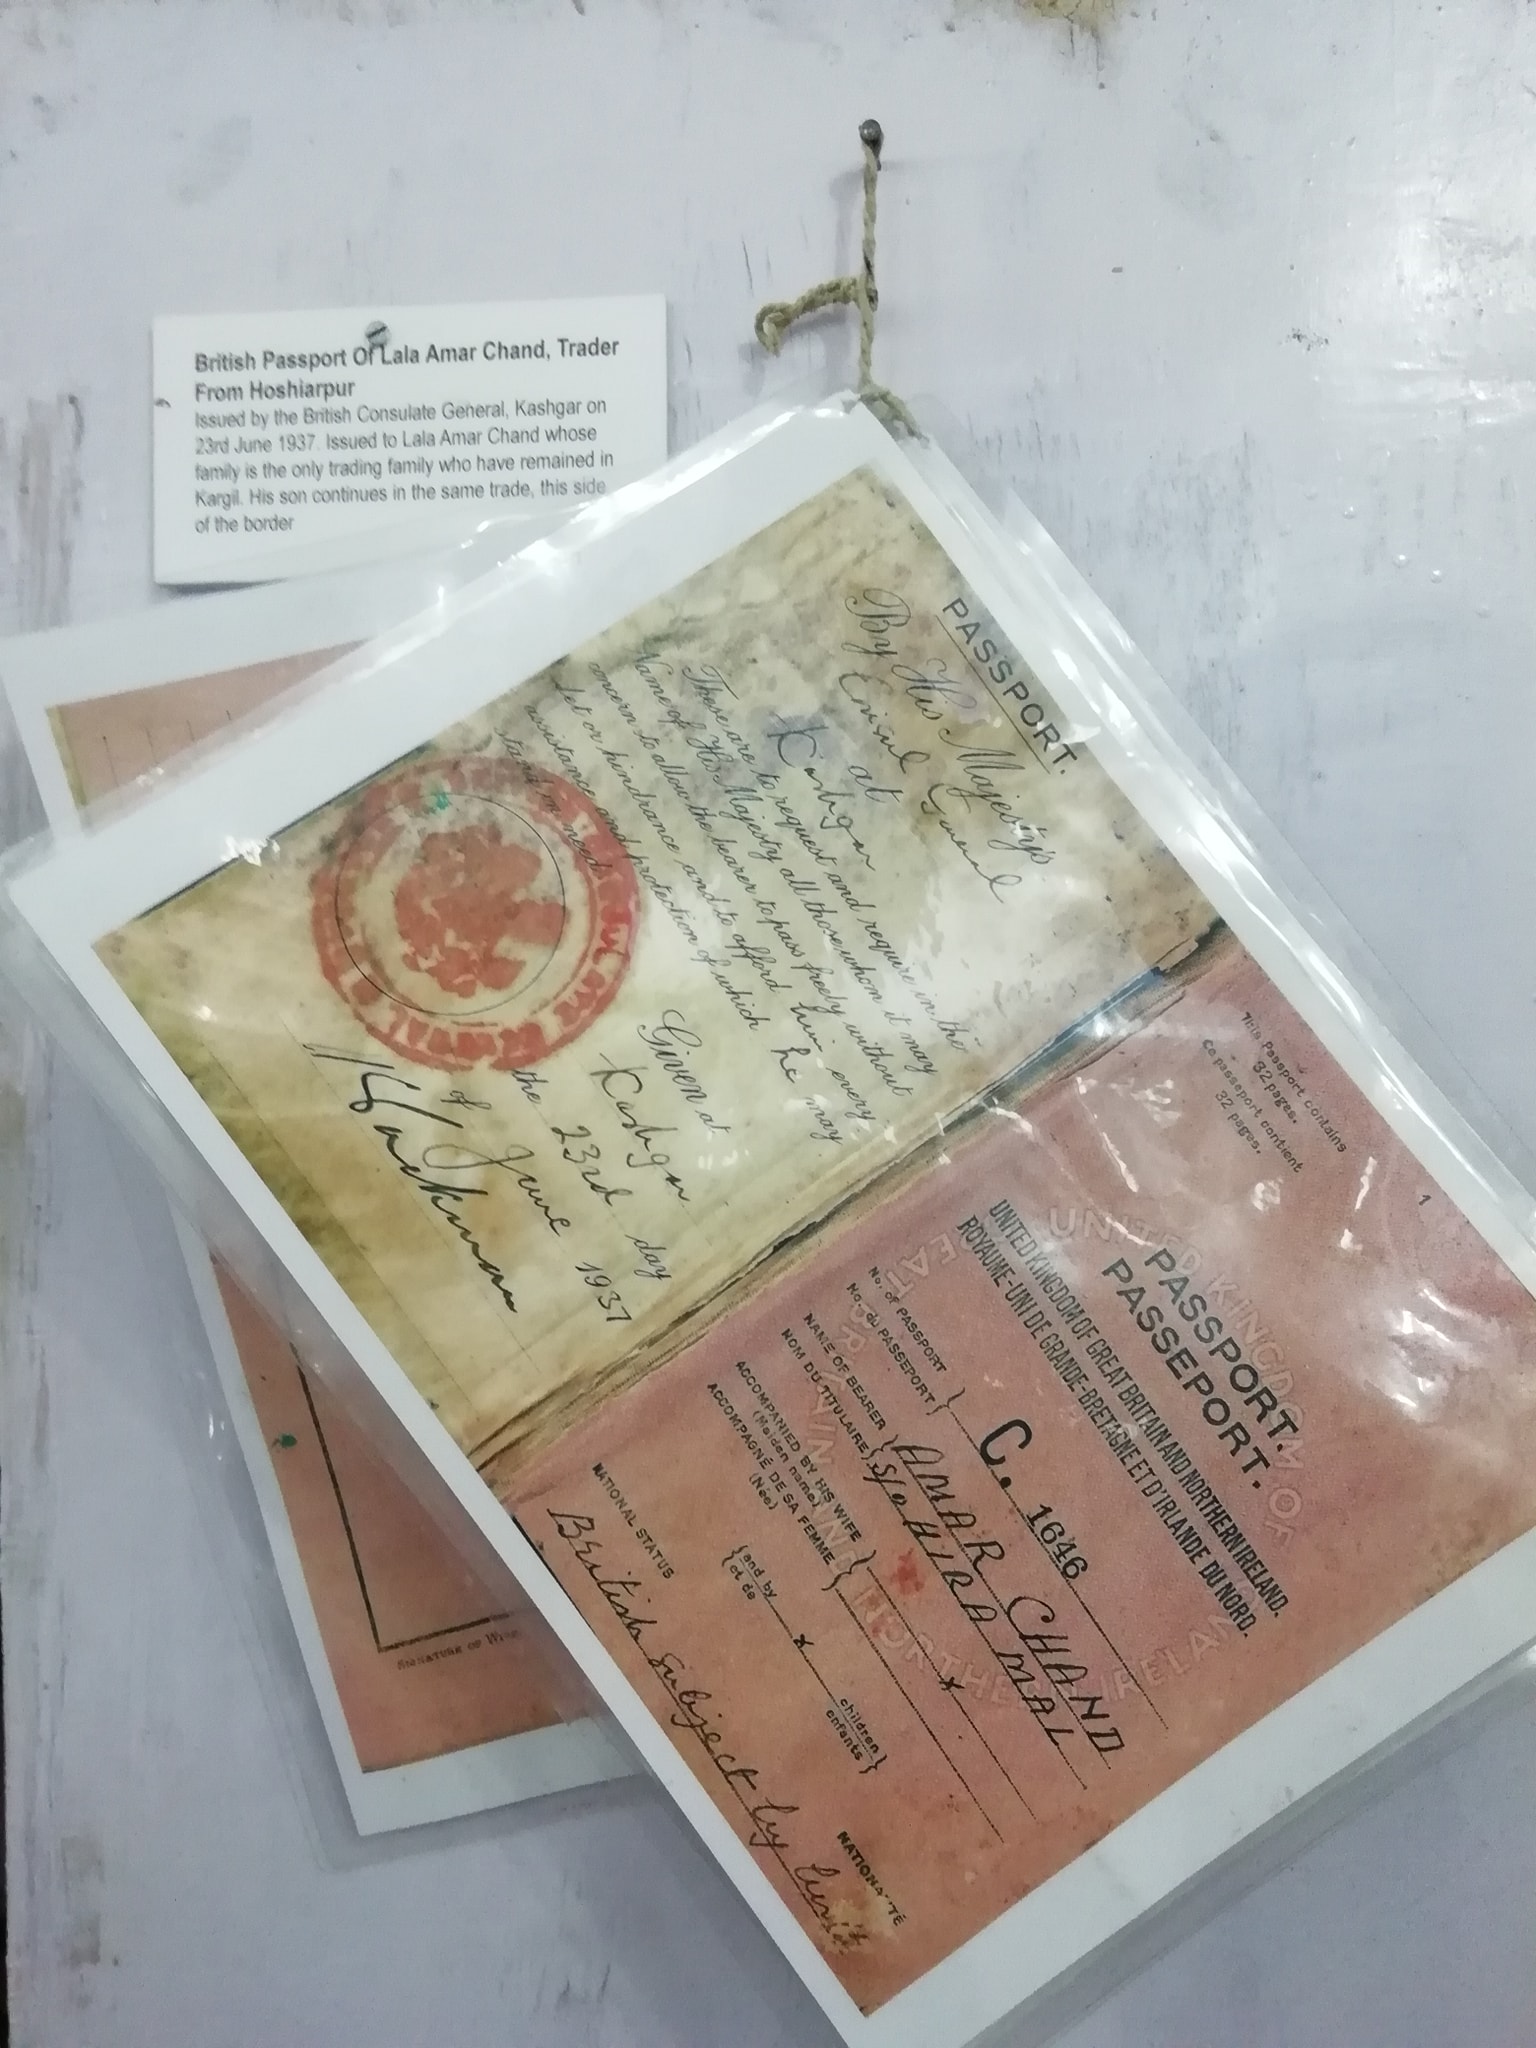 British Passport Of Lala Amar Chand, Trader
From Hoshiarpur
Issued by the British Consulate General, Kashgar on
23rd June 1937. Issued to Lala Amar Chand whose
family is the only trading family who have remained in
Kargil. His son continues in the same trade, this side
of the border
PASSPORT.
By His Majesty's
Consul General
at
Kashgar
These are to request and require in the
Name of His Majesty all those whom it may
concern to allow the bearer to pass freely without
let or hindrance and to afford him every
assistance and protection of which he may
stand in need.
Given at
Kashgar
the 23rd day
of June 1937
This Passport contains
32 pages.
Ce passeport contient
32 pages.
1
PASSPORT.
PASSEPORT.
UNITED KINGDOM OF GREAT BRITAIN AND NORTHERN IRELAND.
ROYAUME-UNI DE GRANDE-BRETAGNE ET D'IRLANDE DU NORD.
No. of PASSPORT
No. du PASSEPORT
C. 1646
NAME OF BEARER
NOM DU TITULAIRE
AMAR CHAND
S/o HIRA MAL
ACCOMPANIED BY HIS WIFE
(Maiden name)
ACCOMPAGNÉ DE SA FEMME
(Née)
and by
et de
children
enfants
NATIONAL STATUS
NATIONALITÉ
British subject by birth
SIGNATURE OF WIFE